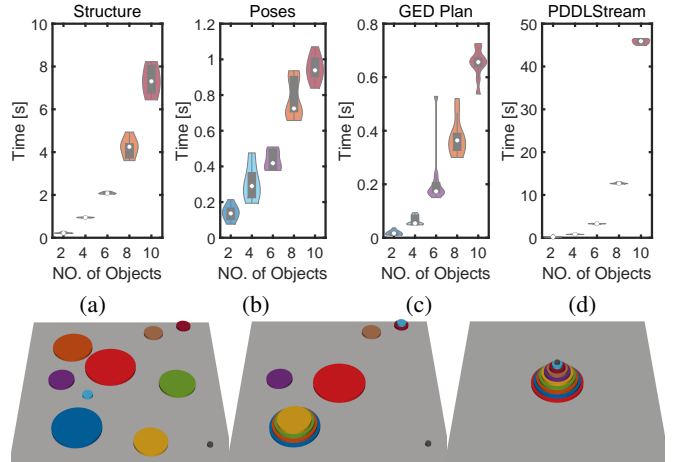 Structure
Time [s]
10
8
6
4
2
0
2 4 6 8 10
NO. of Objects
(a)
Poses
Time [s]
1.2
1.0
0.8
0.6
0.4
0.2
0
2 4 6 8 10
NO. of Objects
(b)
GED Plan
Time [s]
0.8
0.6
0.4
0.2
0
2 4 6 8 10
NO. of Objects
(c)
PDDLStream
Time [s]
50
40
30
20
10
0
2 4 6 8 10
NO. of Objects
(d)